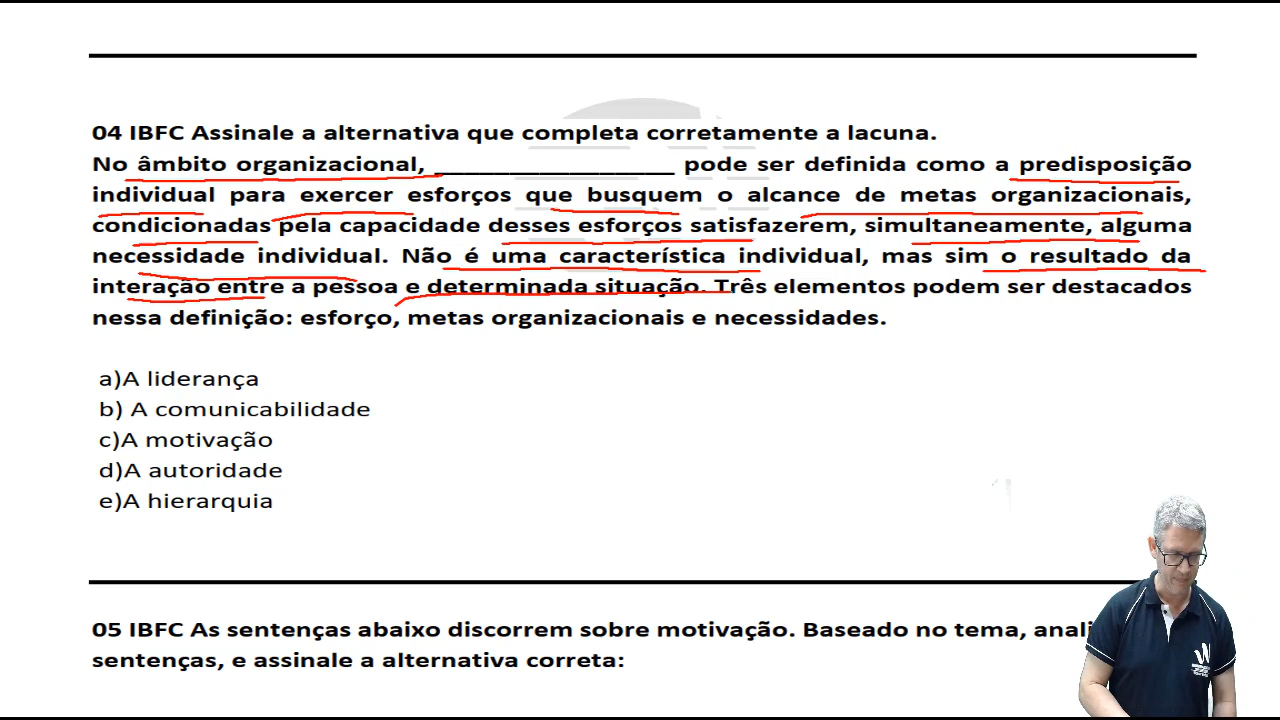 04 IBFC Assinale a alternativa que completa corretamente a lacuna.
No âmbito organizacional, ____________________ pode ser definida como a predisposição
individual para exercer esforços que busquem o alcance de metas organizacionais,
condicionadas pela capacidade desses esforços satisfazerem, simultaneamente, alguma
necessidade individual. Não é uma característica individual, mas sim o resultado da
interação entre a pessoa e determinada situação. Três elementos podem ser destacados
nessa definição: esforço, metas organizacionais e necessidades.
a)A liderança
b) A comunicabilidade
c)A motivação
d)A autoridade
e)A hierarquia
05 IBFC As sentenças abaixo discorrem sobre motivação. Baseado no tema, anali
sentenças, e assinale a alternativa correta: